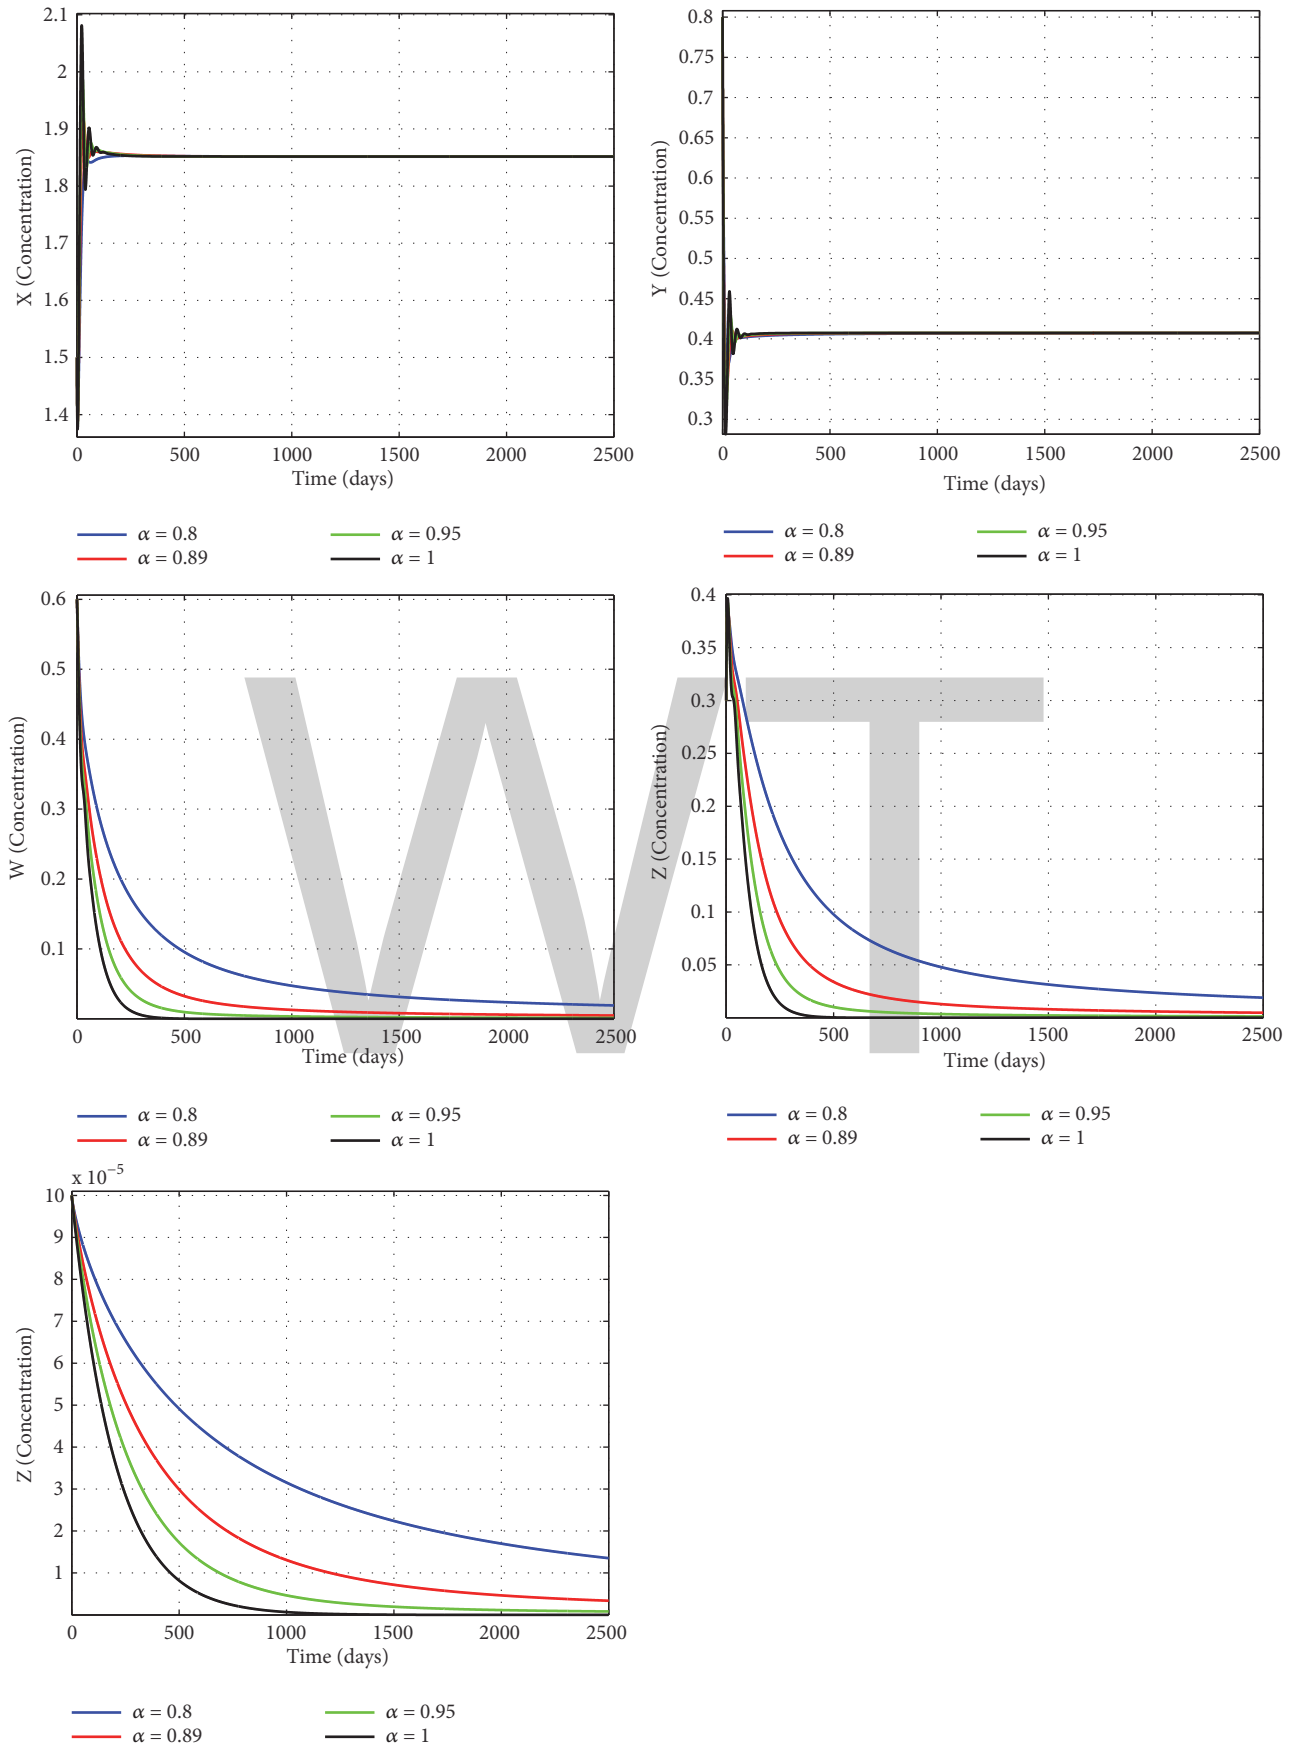 2.1
2
1.9
1.8
1.7
1.6
1.5
1.4
X (Concentration)
0 500 1000 1500 2000 2500
Time (days)
α = 0.8 α = 0.95
α = 0.89 α = 1
0.8
0.75
0.7
0.65
0.6
0.55
0.5
0.45
0.4
0.35
0.3
Y (Concentration)
0 500 1000 1500 2000 2500
Time (days)
α = 0.8 α = 0.95
α = 0.89 α = 1
0.6
0.5
0.4
0.3
0.2
0.1
W (Concentration)
0 500 1000 1500 2000 2500
Time (days)
α = 0.8 α = 0.95
α = 0.89 α = 1
0.4
0.35
0.3
0.25
0.2
0.15
0.1
0.05
Z (Concentration)
0 500 1000 1500 2000 2500
Time (days)
α = 0.8 α = 0.95
α = 0.89 α = 1
WT
x 10⁻⁵
10
9
8
7
6
5
4
3
2
1
Z (Concentration)
0 500 1000 1500 2000 2500
Time (days)
α = 0.8 α = 0.95
α = 0.89 α = 1